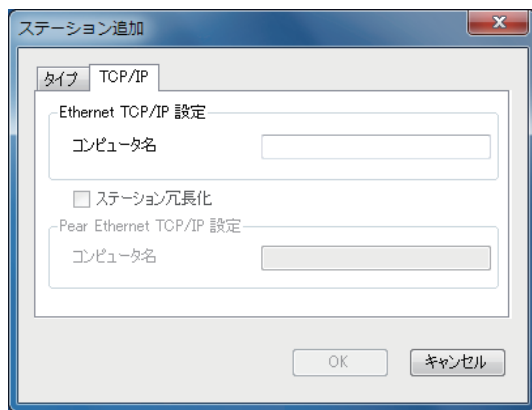 ステーション追加
タイプ
TCP/IP
Ethernet TCP/IP 設定
コンピュータ名
ステーション冗長化
Pear Ethernet TCP/IP 設定
コンピュータ名
OK
キャンセル